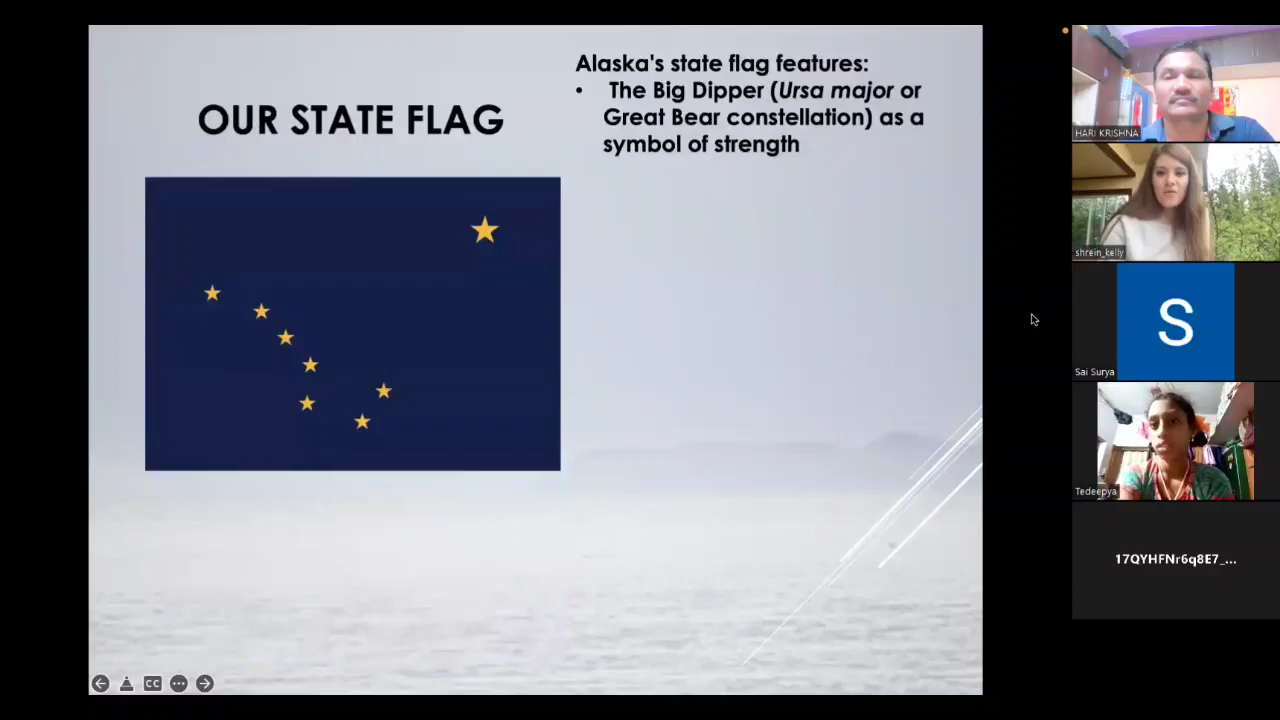 OUR STATE FLAG
Alaska's state flag features:
• The Big Dipper (Ursa major or
Great Bear constellation) as a
symbol of strength
CC
HARI KRISHNA
shrein_kelly
S
Sai Surya
Tedeepya
17QYHFNr6q8E7_...